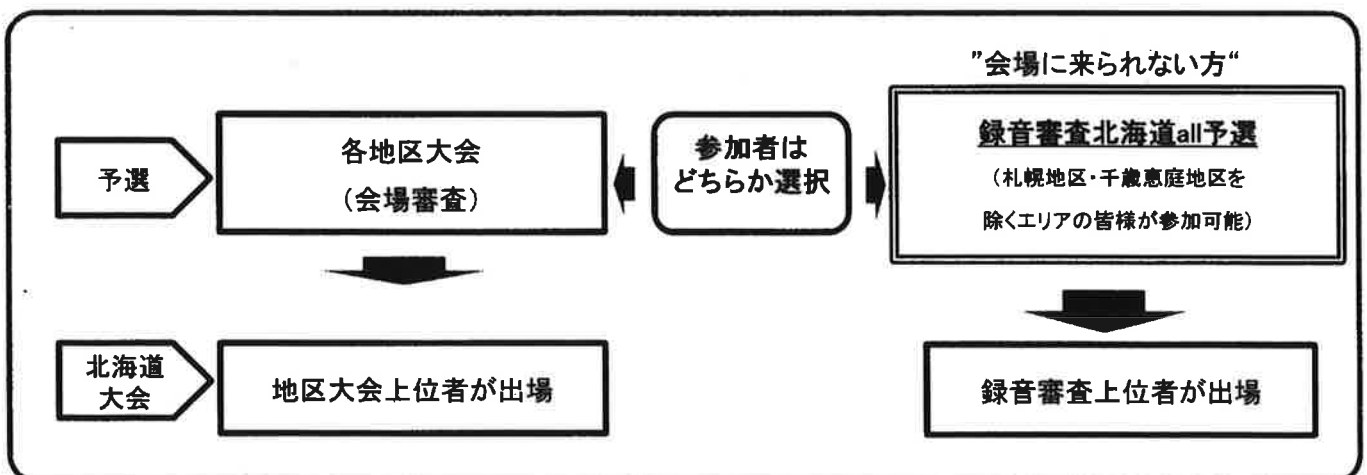 ”会場に来られない方“
予選
各地区大会
(会場審査)
参加者は
どちらか選択
録音審査北海道all予選
(札幌地区・千歳恵庭地区を
除くエリアの皆様が参加可能)
北海道
大会
地区大会上位者が出場
録音審査上位者が出場